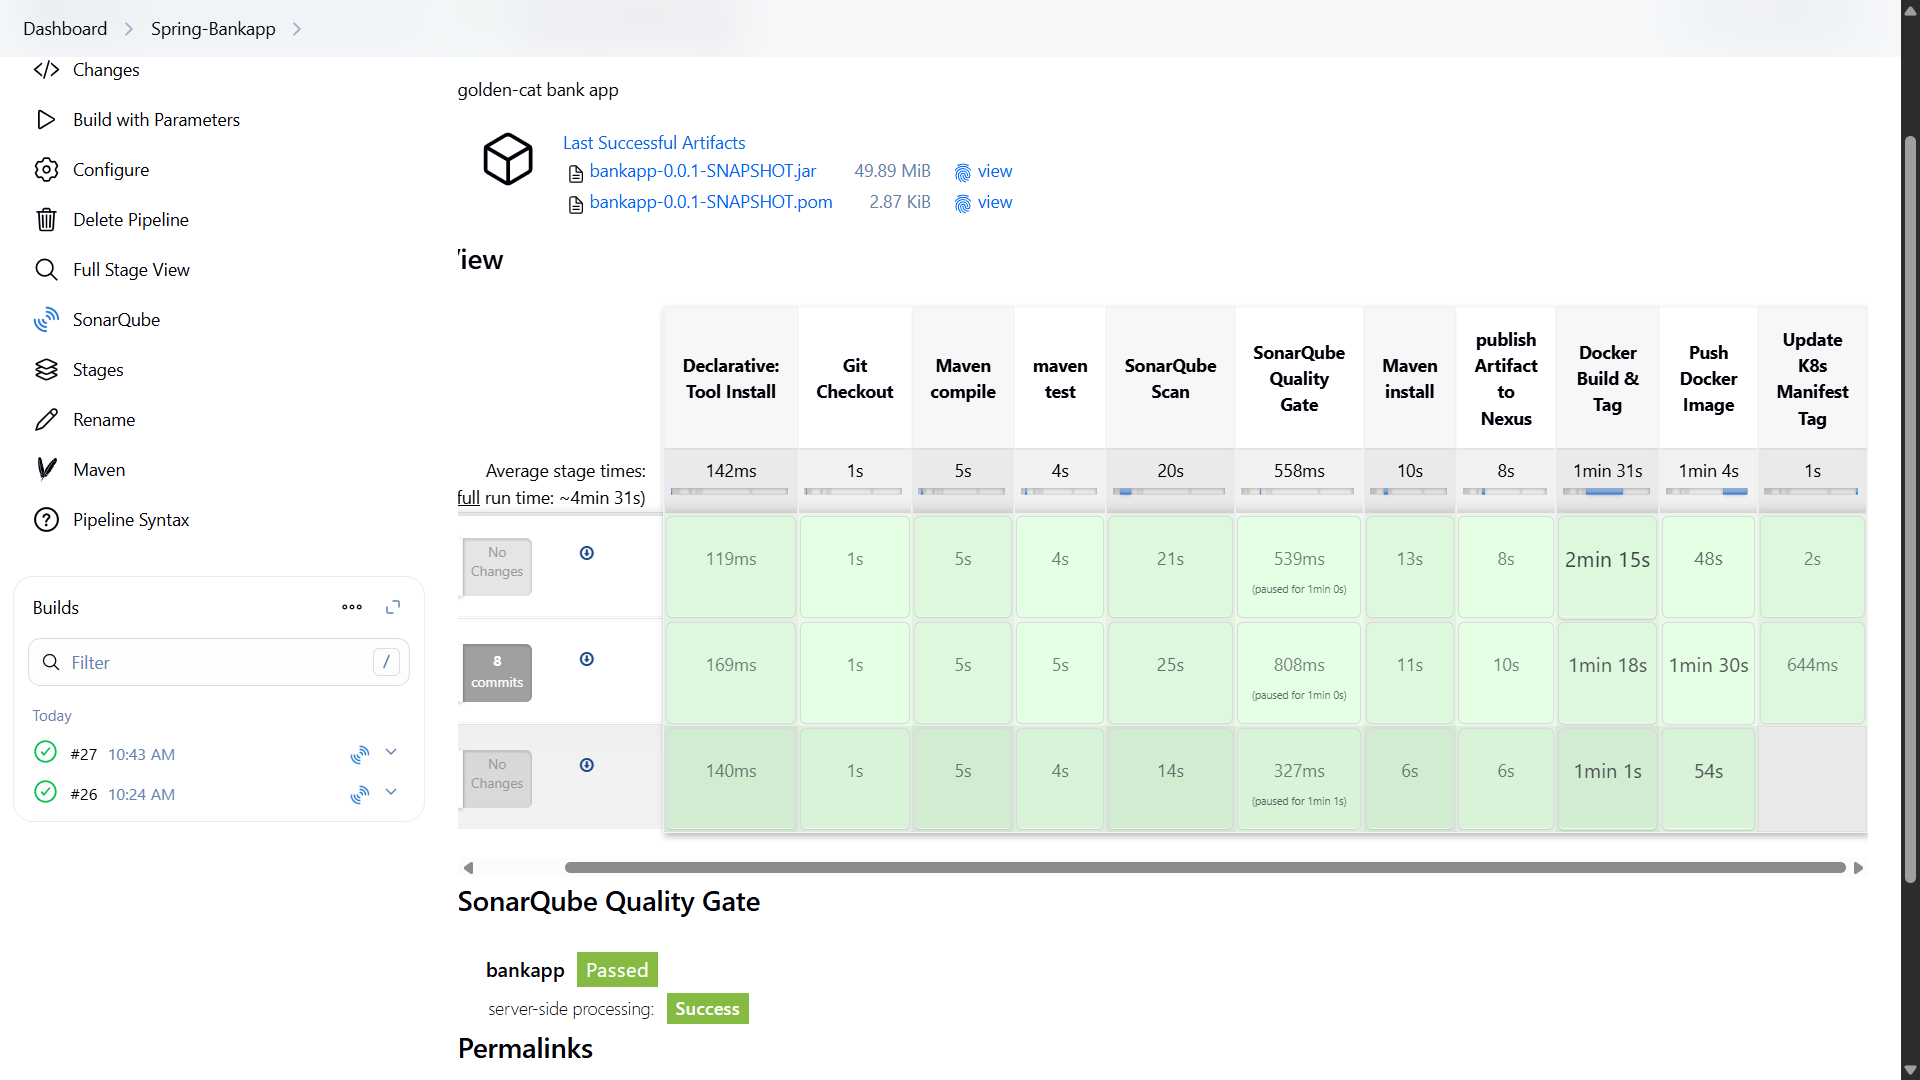 Dashboard
Spring-Bankapp
Changes
Build with Parameters
Configure
Delete Pipeline
Full Stage View
SonarQube
Stages
Rename
Maven
Pipeline Syntax
Builds
Filter
/
Today
#27 10:43 AM
#26 10:24 AM
golden-cat bank app
Last Successful Artifacts
bankapp-0.0.1-SNAPSHOT.jar 49.89 MiB view
bankapp-0.0.1-SNAPSHOT.pom 2.87 KiB view
iew
Declarative: Tool Install
Git Checkout
Maven compile
maven test
SonarQube Scan
SonarQube Quality Gate
Maven install
publish Artifact to Nexus
Docker Build & Tag
Push Docker Image
Update K8s Manifest Tag
Average stage times:
full run time: ~4min 31s)
142ms 1s 5s 4s 20s 558ms 10s 8s 1min 31s 1min 4s 1s
No Changes
119ms 1s 5s 4s 21s 539ms (paused for 1min 0s) 13s 8s 2min 15s 48s 2s
8 commits
169ms 1s 5s 5s 25s 808ms (paused for 1min 0s) 11s 10s 1min 18s 1min 30s 644ms
No Changes
140ms 1s 5s 4s 14s 327ms (paused for 1min 1s) 6s 6s 1min 1s 54s
SonarQube Quality Gate
bankapp Passed
server-side processing: Success
Permalinks